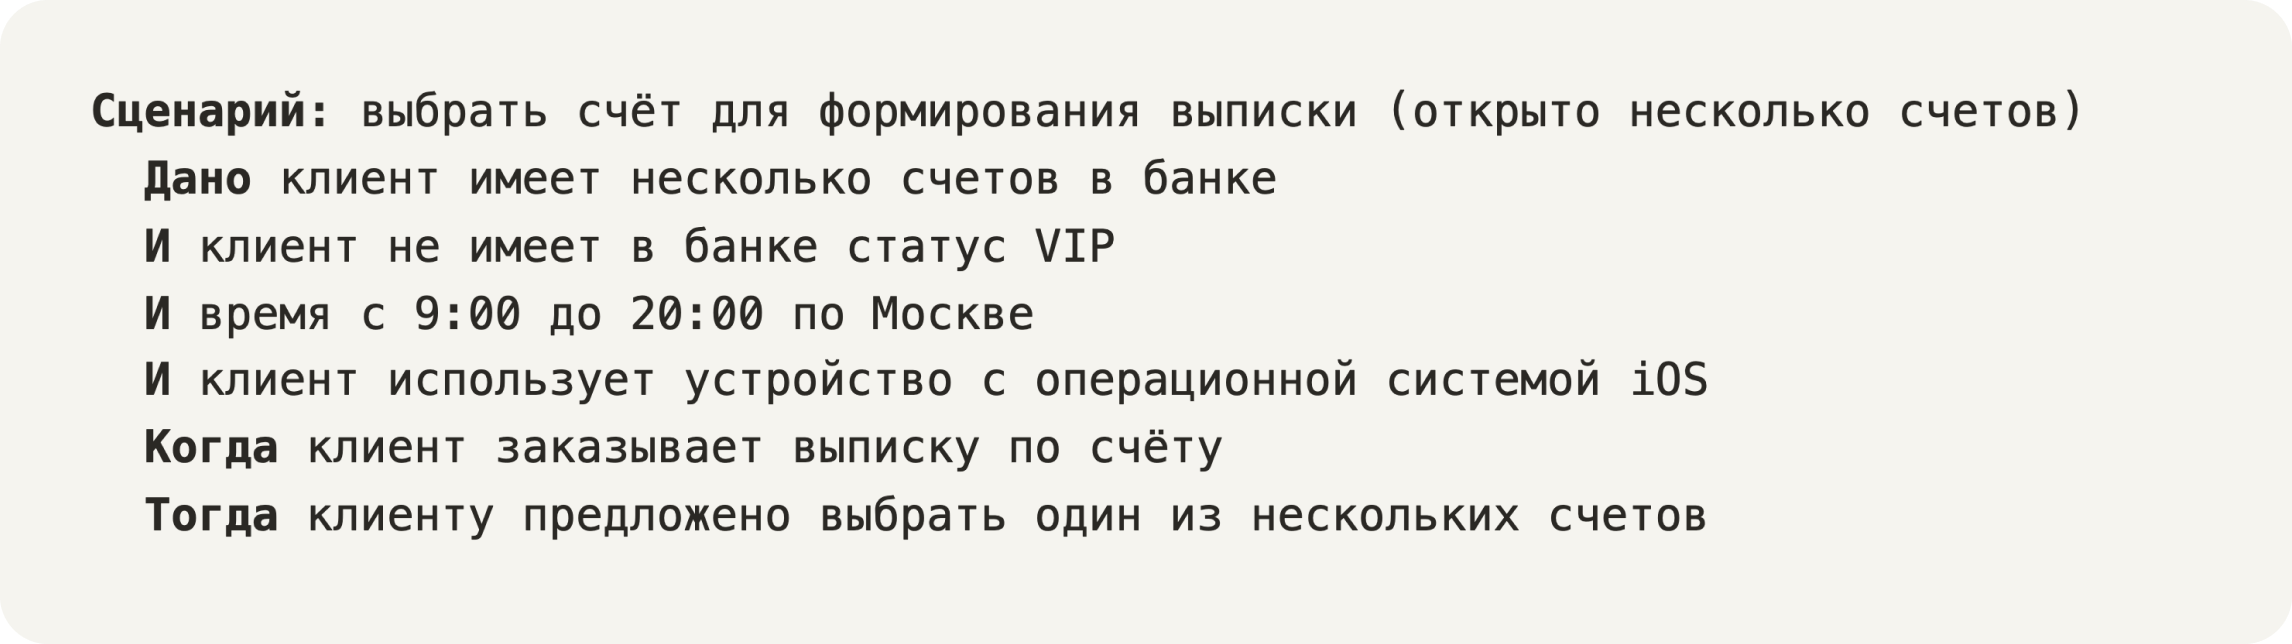 Сценарий: выбрать счёт для формирования выписки (открыто несколько счетов)
Дано клиент имеет несколько счетов в банке
И клиент не имеет в банке статус VIP
И время с 9:00 до 20:00 по Москве
И клиент использует устройство с операционной системой iOS
Когда клиент заказывает выписку по счёту
Тогда клиенту предложено выбрать один из нескольких счетов